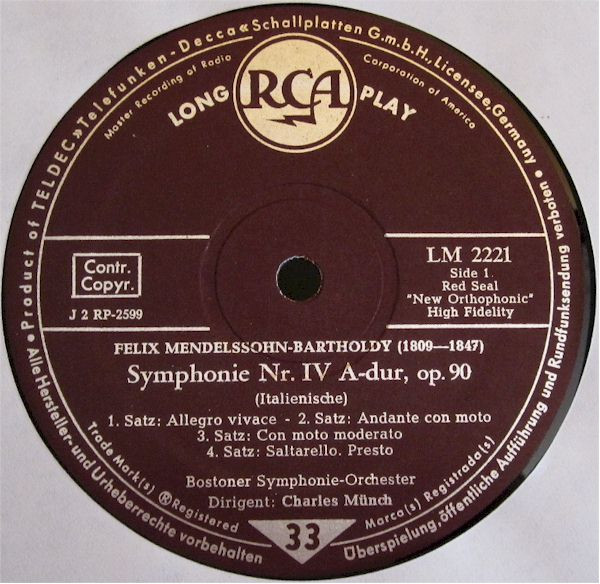 • Product of TELDEC »Telefunken - Decca« Schallplatten G.m.b.H., Licensee, Germany •
Master Recording of Radio Corporation of America
LONG RCA PLAY
Contr.
Copyr.
J 2 RP-2599
LM 2221
Side 1
Red Seal
"New Orthophonic"
High Fidelity
FELIX MENDELSSOHN-BARTHOLDY (1809—1847)
Symphonie Nr. IV A-dur, op. 90
(Italienische)
1. Satz: Allegro vivace - 2. Satz: Andante con moto
3. Satz: Con moto moderato
4. Satz: Saltarello. Presto
Bostoner Symphonie-Orchester
Dirigent: Charles Münch
Trade Mark(s) ® Registered
Marca(s) Registrada(s)
33
Alle Hersteller- und Urheberrechte vorbehalten
Überspielung, öffentliche Aufführung und Rundfunksendung verboten